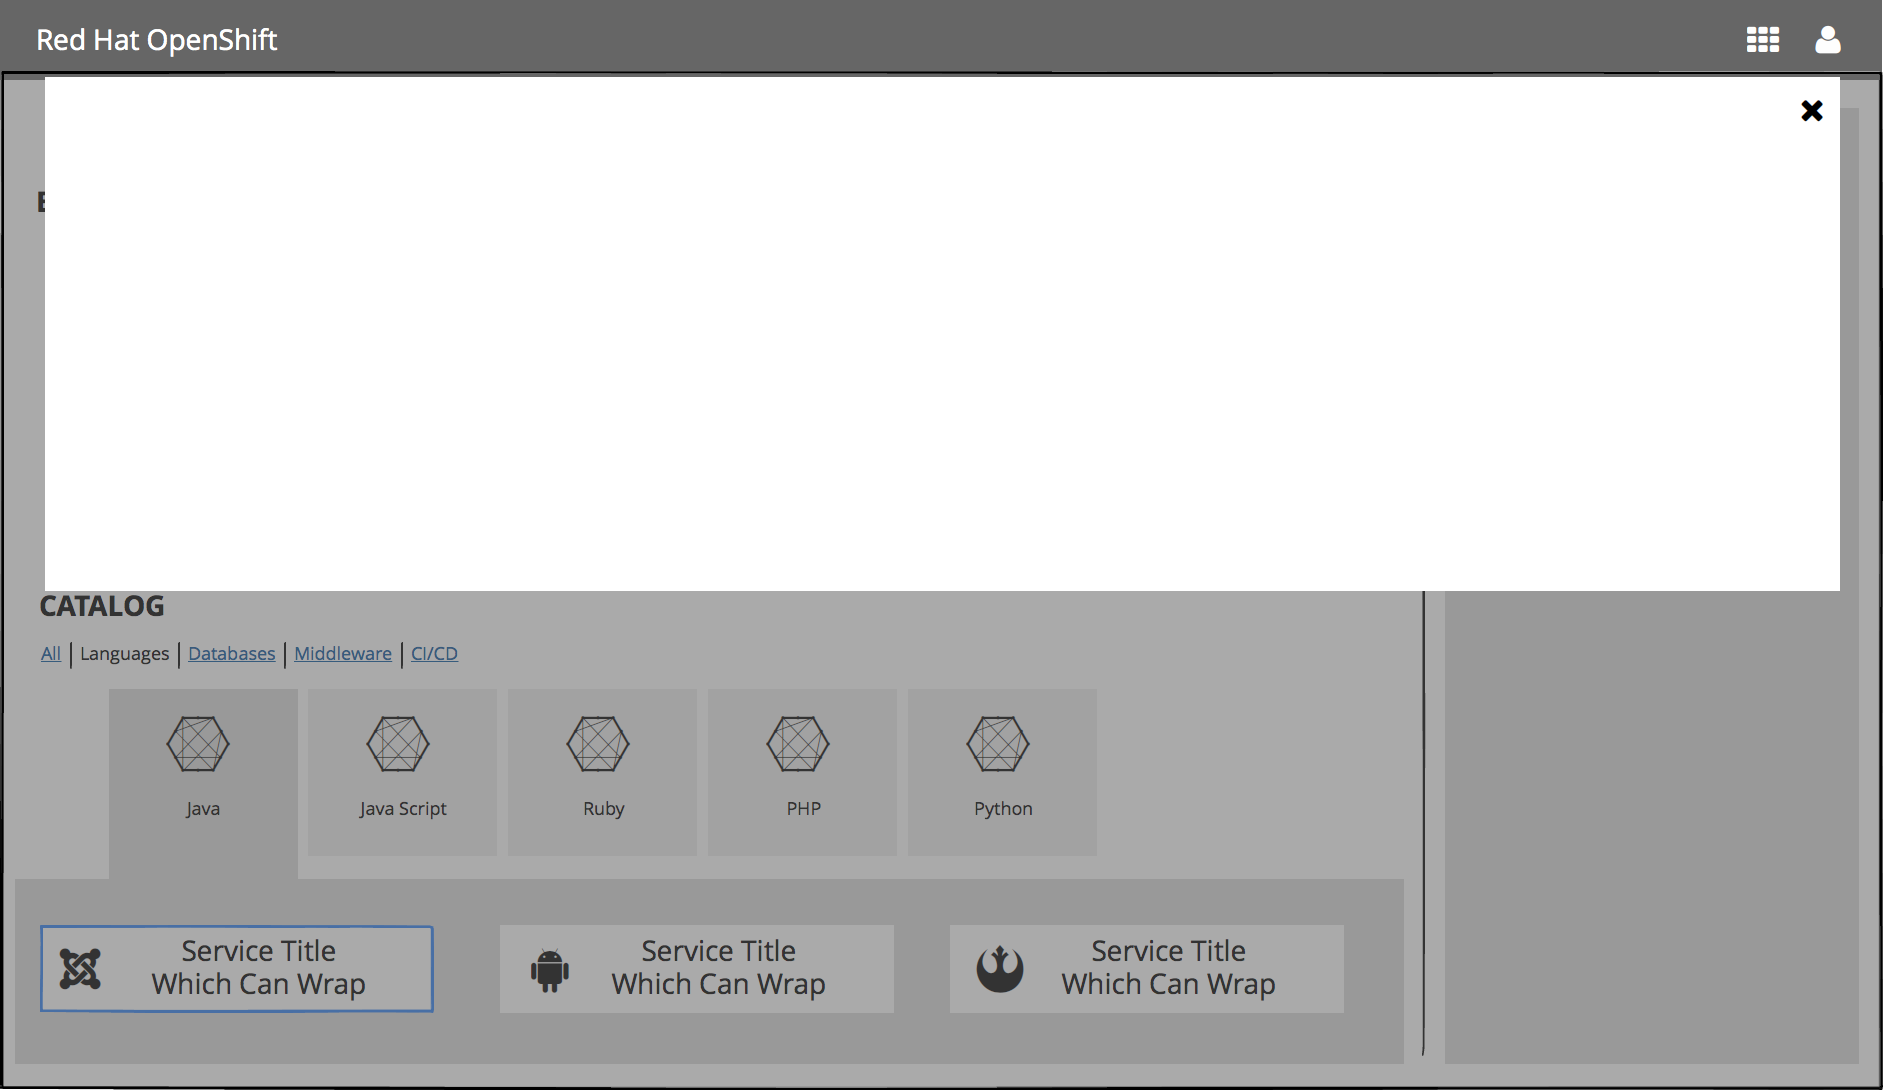 Red Hat OpenShift
CATALOG
All | Languages | Databases | Middleware | CI/CD
Java
Java Script
Ruby
PHP
Python
Service Title
Which Can Wrap
Service Title
Which Can Wrap
Service Title
Which Can Wrap